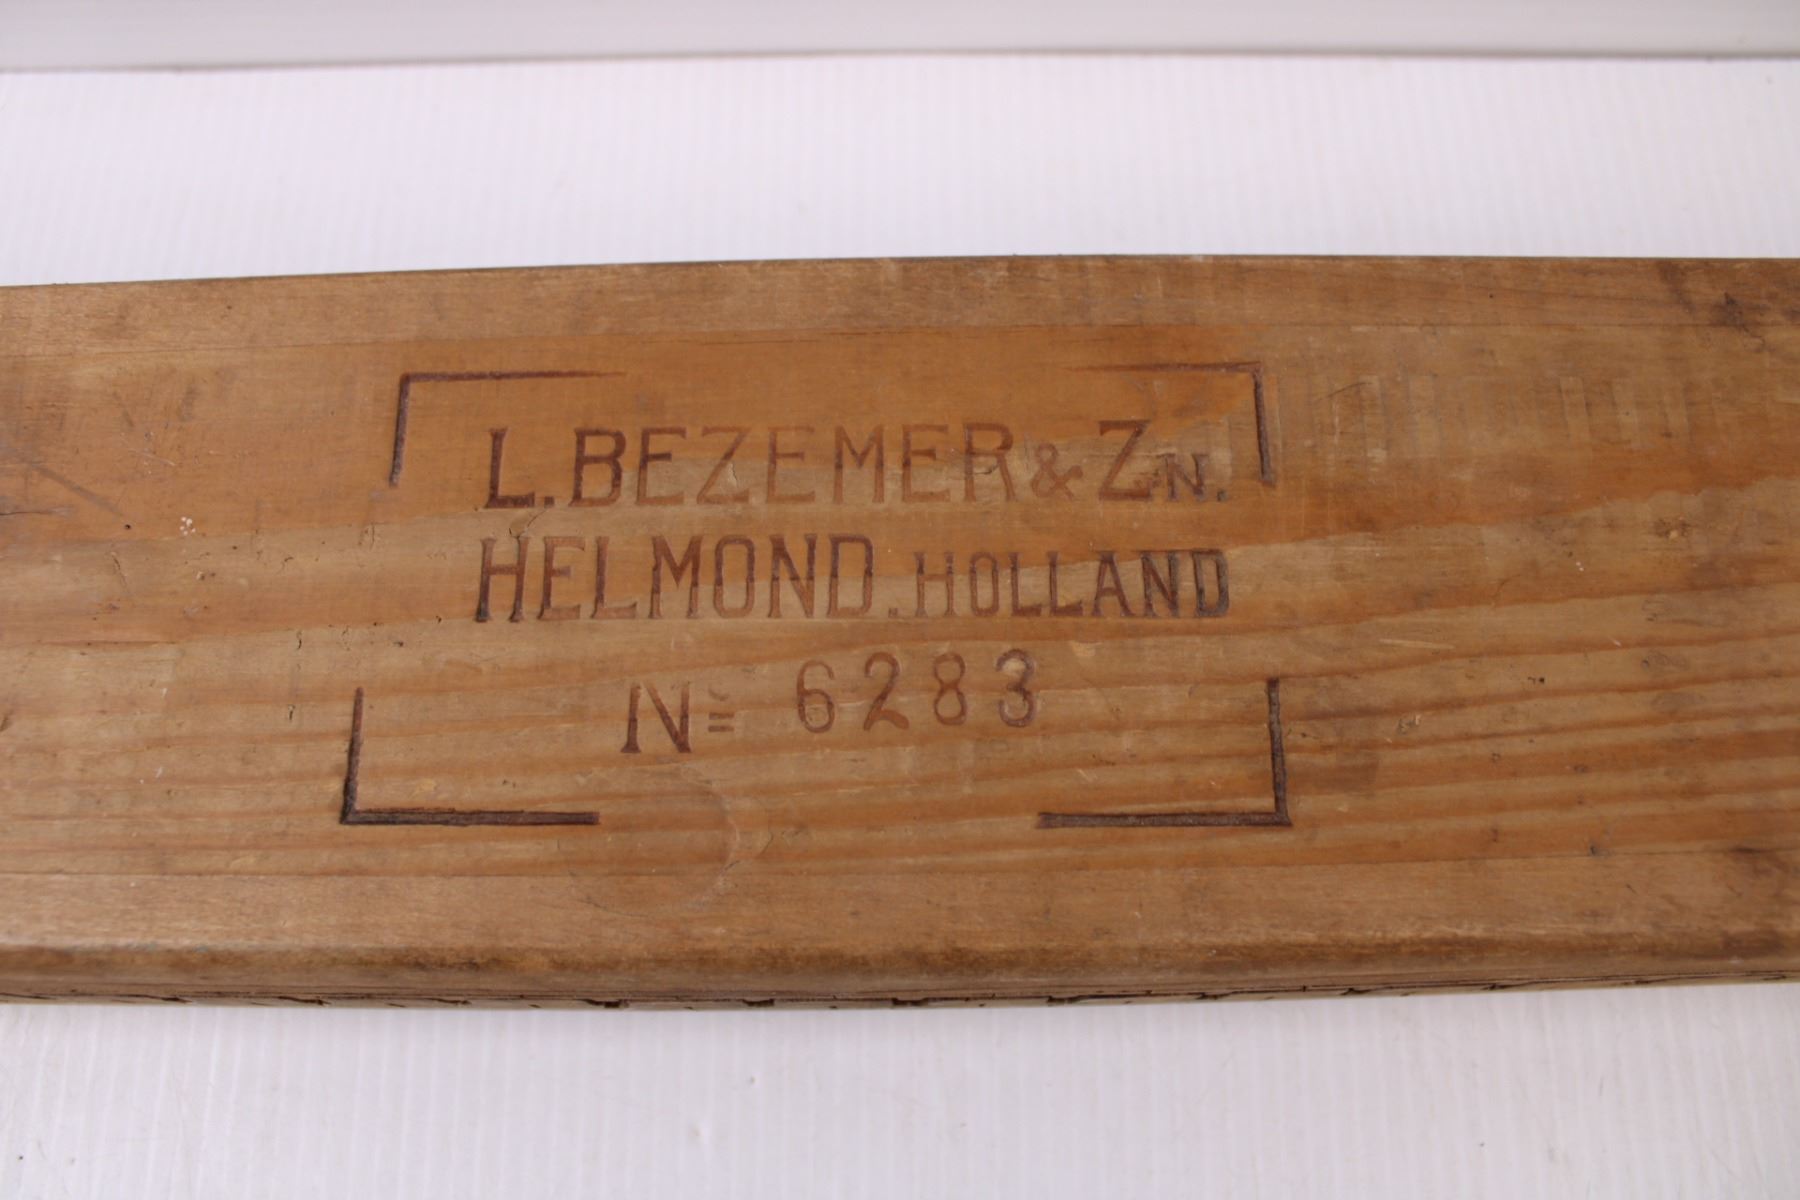 L. BEZEMER & ZN.
HELMOND. HOLLAND
Nº 6283